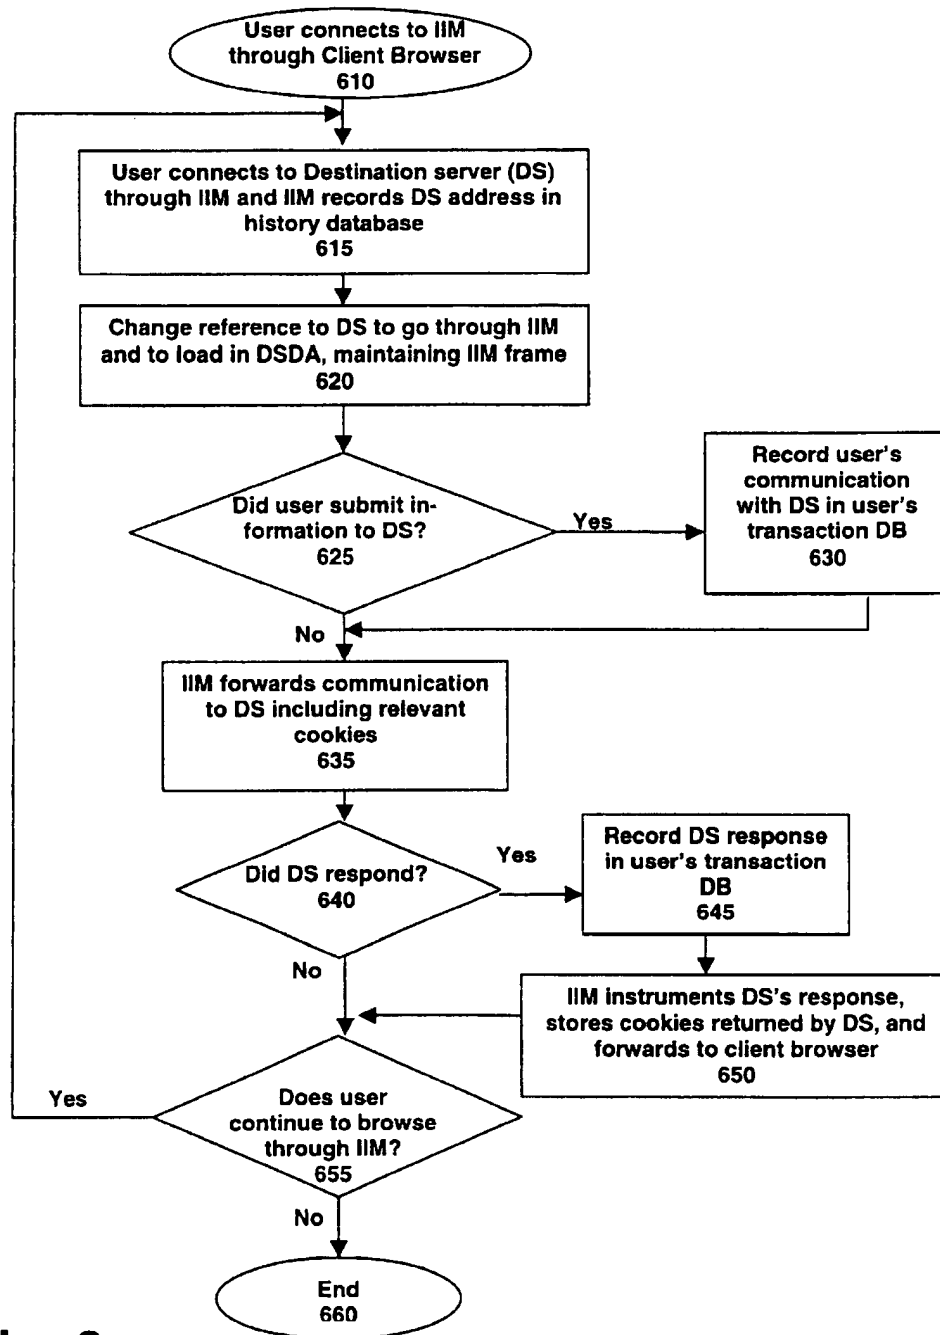 User connects to IIM
through Client Browser
610
User connects to Destination server (DS)
through IIM and IIM records DS address in
history database
615
Change reference to DS to go through IIM
and to load in DSDA, maintaining IIM frame
620
Did user submit in-
formation to DS?
625
Yes
Record user's
communication
with DS in user's
transaction DB
630
No
IIM forwards communication
to DS including relevant
cookies
635
Did DS respond?
640
Yes
Record DS response
in user's transaction
DB
645
No
IIM instruments DS's response,
stores cookies returned by DS, and
forwards to client browser
650
Yes
Does user
continue to browse
through IIM?
655
No
End
660